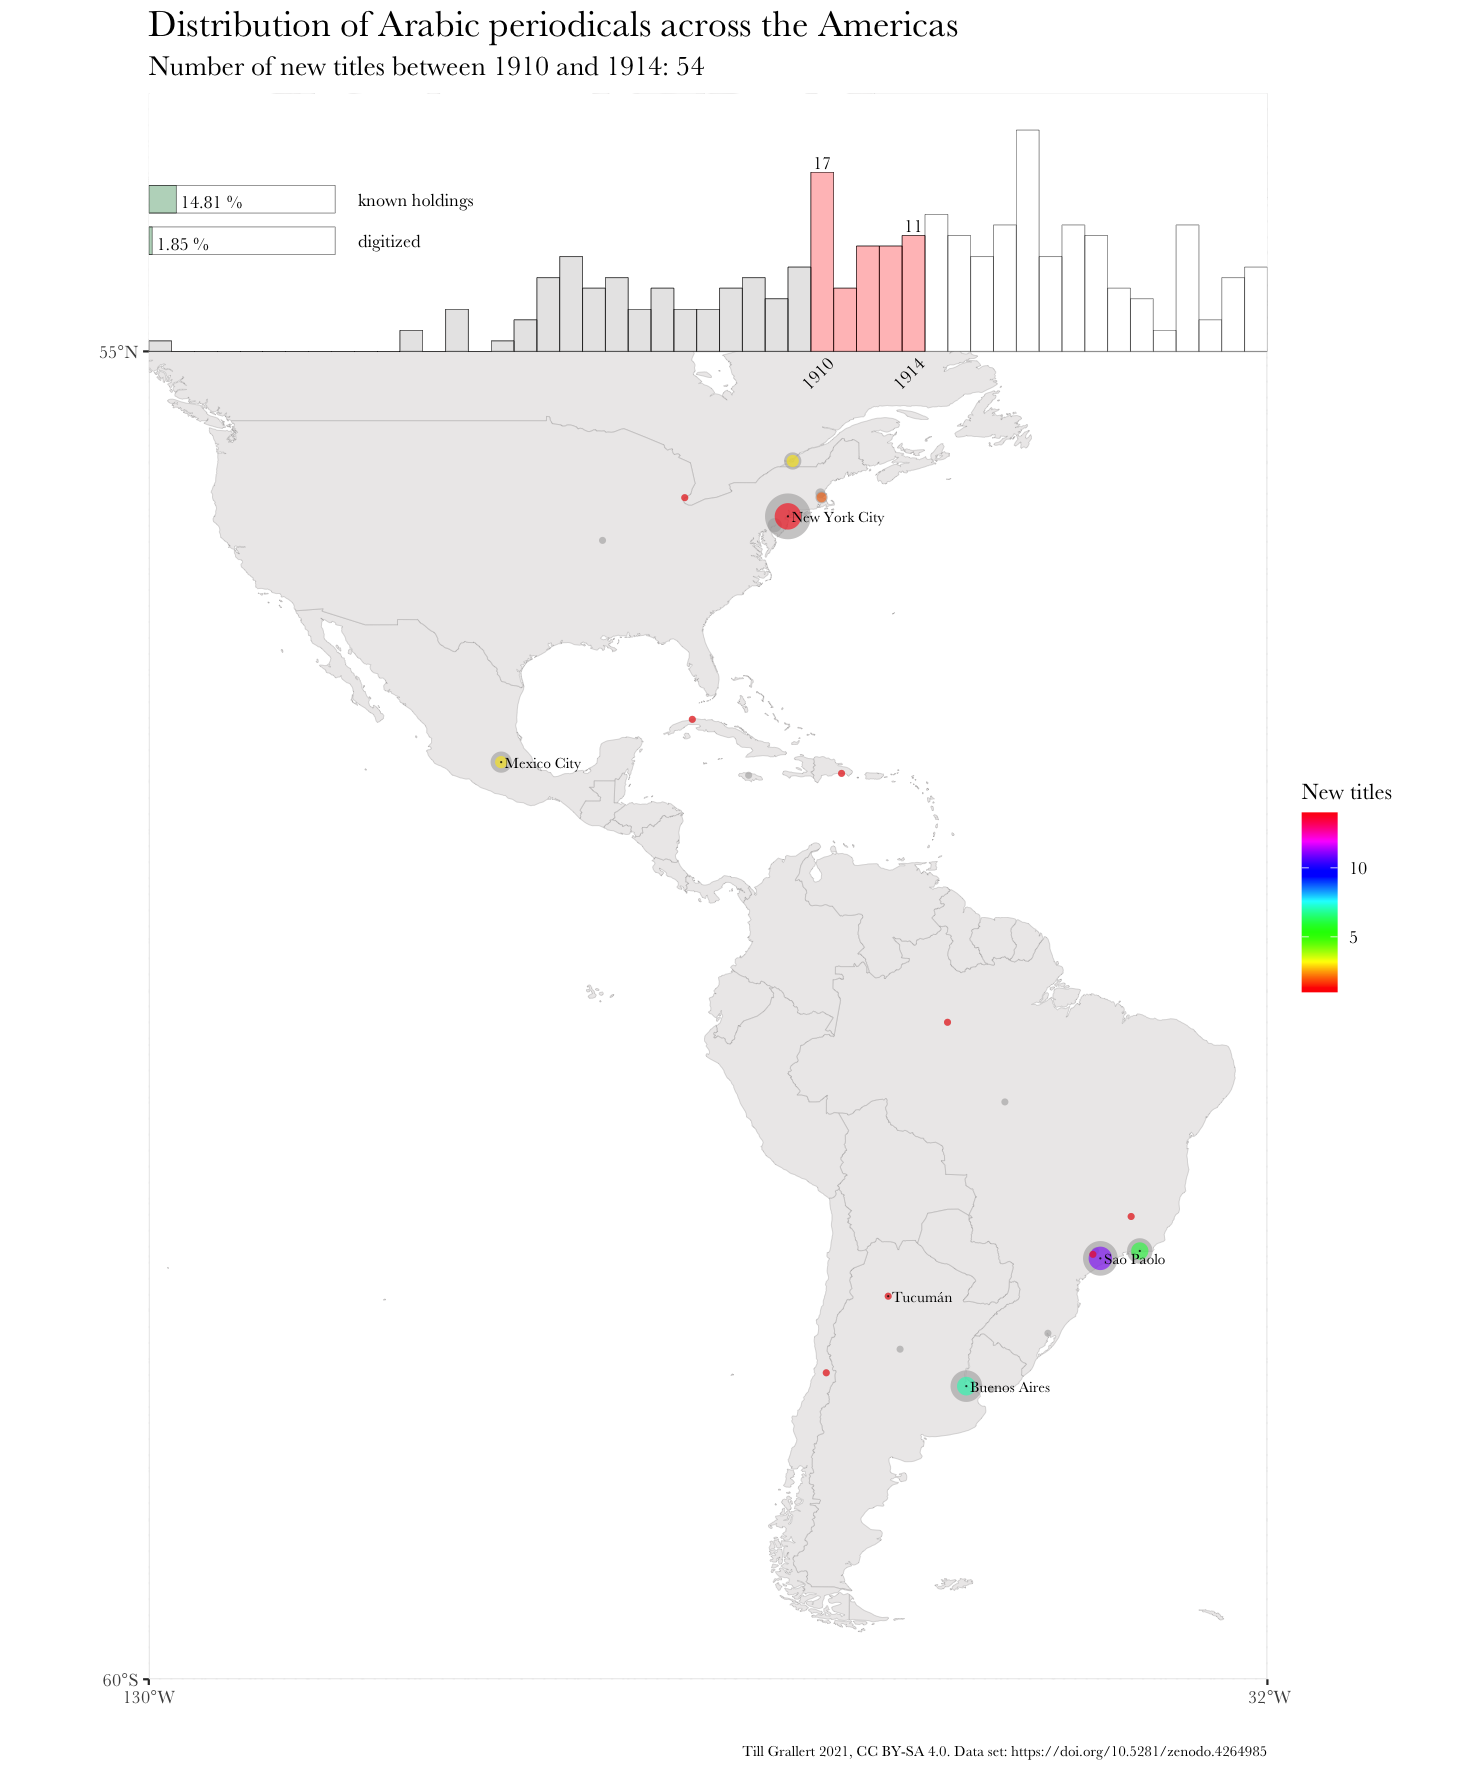 Distribution of Arabic periodicals across the Americas
Number of new titles between 1910 and 1914: 54
17
14.81 %
known holdings
11
1.85 %
digitized
55°N
1910
1914
New York City
Mexico City
New titles
10
5
Sao Paolo
Tucumán
Buenos Aires
60°S
130°W
32°W
Till Grallert 2021, CC BY-SA 4.0. Data set: https://doi.org/10.5281/zenodo.4264985